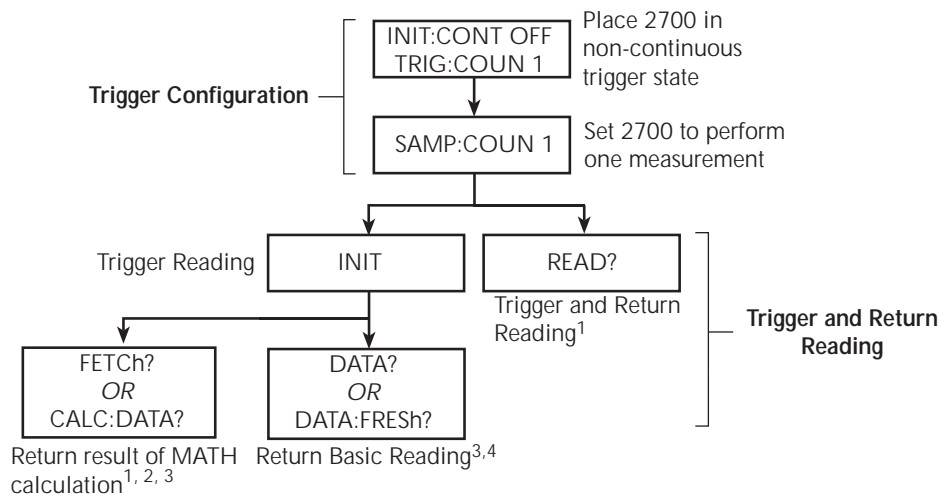 INIT:CONT OFF
TRIG:COUN 1
Place 2700 in
non-continuous
trigger state
Trigger Configuration
SAMP:COUN 1
Set 2700 to perform
one measurement
Trigger Reading
INIT
READ?
Trigger and Return
Reading1
Trigger and Return
Reading
FETCh?
OR
CALC:DATA?
DATA?
OR
DATA:FRESh?
Return result of MATH
calculation1, 2, 3
Return Basic Reading3,4